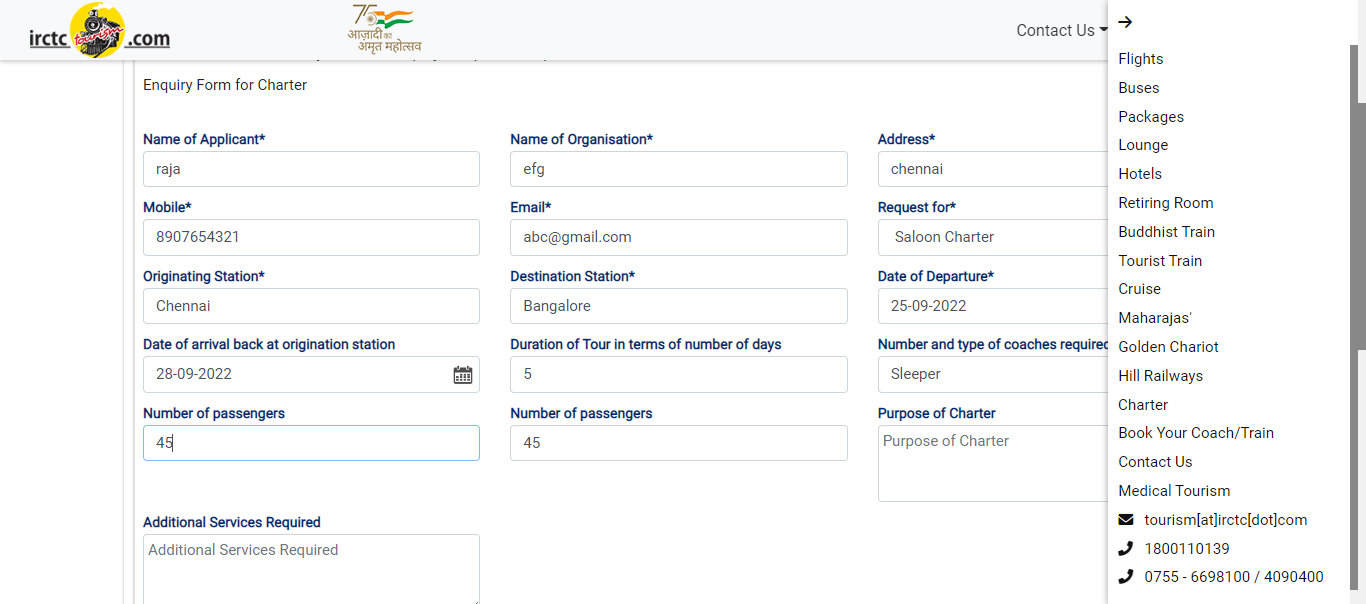 irctc tourism .com
75
आज़ादी का
अमृत महोत्सव
Contact Us
Enquiry Form for Charter
Name of Applicant* Name of Organisation* Address*
raja efg chennai
Mobile* Email* Request for*
8907654321 abc@gmail.com Saloon Charter
Originating Station* Destination Station* Date of Departure*
Chennai Bangalore 25-09-2022
Date of arrival back at origination station Duration of Tour in terms of number of days Number and type of coaches required
28-09-2022 5 Sleeper
Number of passengers Number of passengers Purpose of Charter
45 45 Purpose of Charter
Additional Services Required
Additional Services Required
Flights
Buses
Packages
Lounge
Hotels
Retiring Room
Buddhist Train
Tourist Train
Cruise
Maharajas'
Golden Chariot
Hill Railways
Charter
Book Your Coach/Train
Contact Us
Medical Tourism
tourism[at]irctc[dot]com
1800110139
0755 - 6698100 / 4090400